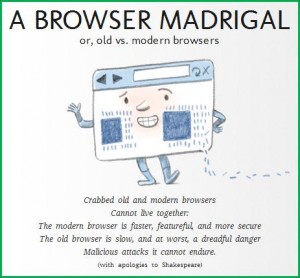 A BROWSER MADRIGAL
or, old vs. modern browsers
Crabbed old and modern browsers
Cannot live together:
The modern browser is faster, featureful, and more secure
The old browser is slow, and at worst, a dreadful danger
Malicious attacks it cannot endure.
(with apologies to Shakespeare)